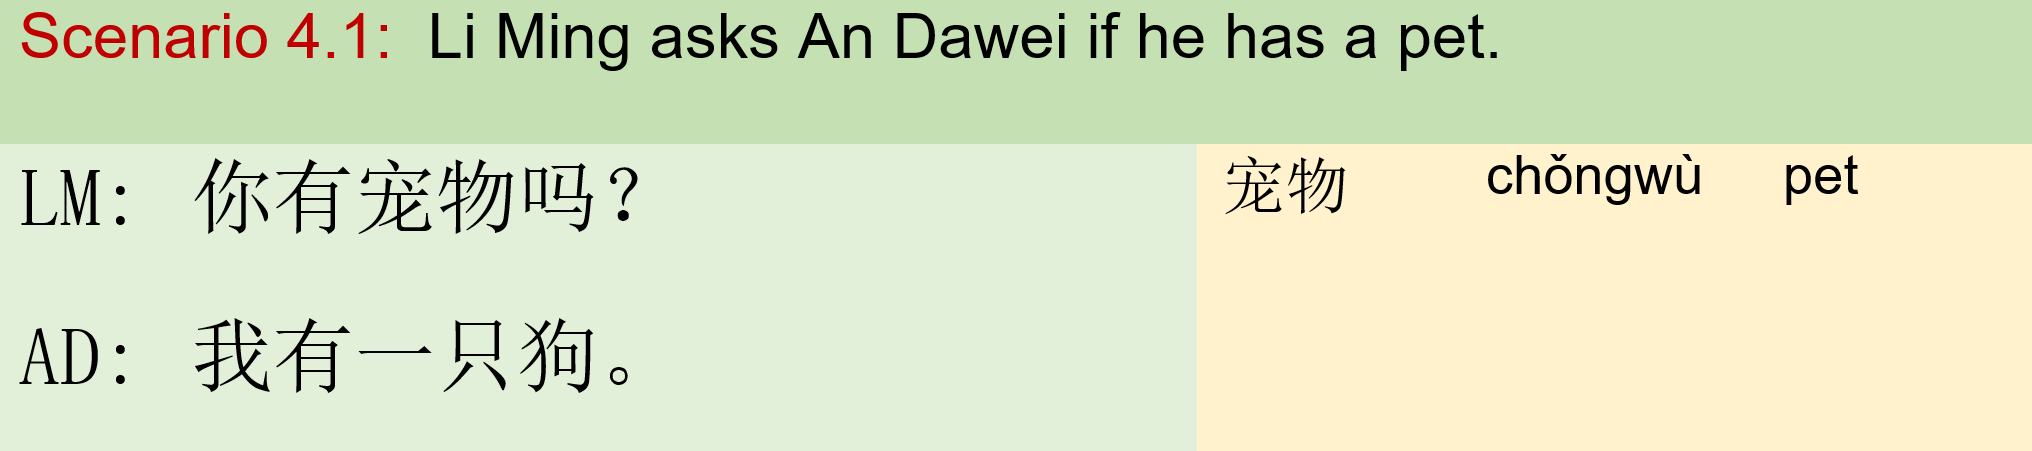 Scenario 4.1: Li Ming asks An Dawei if he has a pet.
LM: 你有宠物吗？
宠物 chǒngwù pet
AD: 我有一只狗。